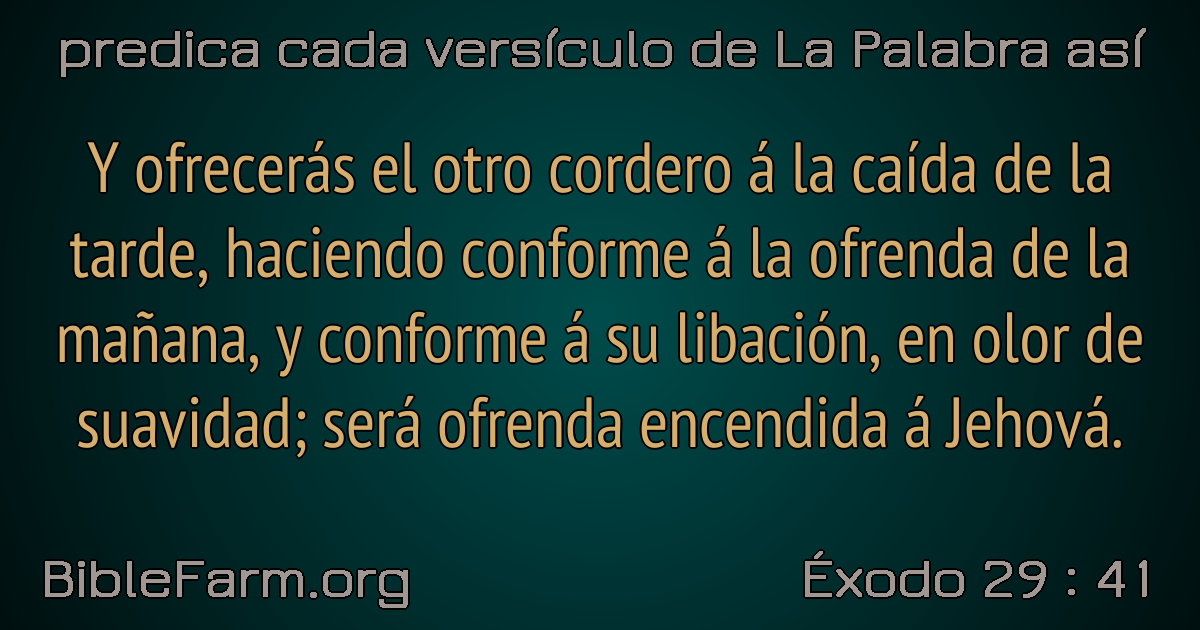 predica cada versículo de La Palabra así
Y ofrecerás el otro cordero á la caída de la
tarde, haciendo conforme á la ofrenda de la
mañana, y conforme á su libación, en olor de
suavidad; será ofrenda encendida á Jehová.
BibleFarm.org
Éxodo 29 : 41